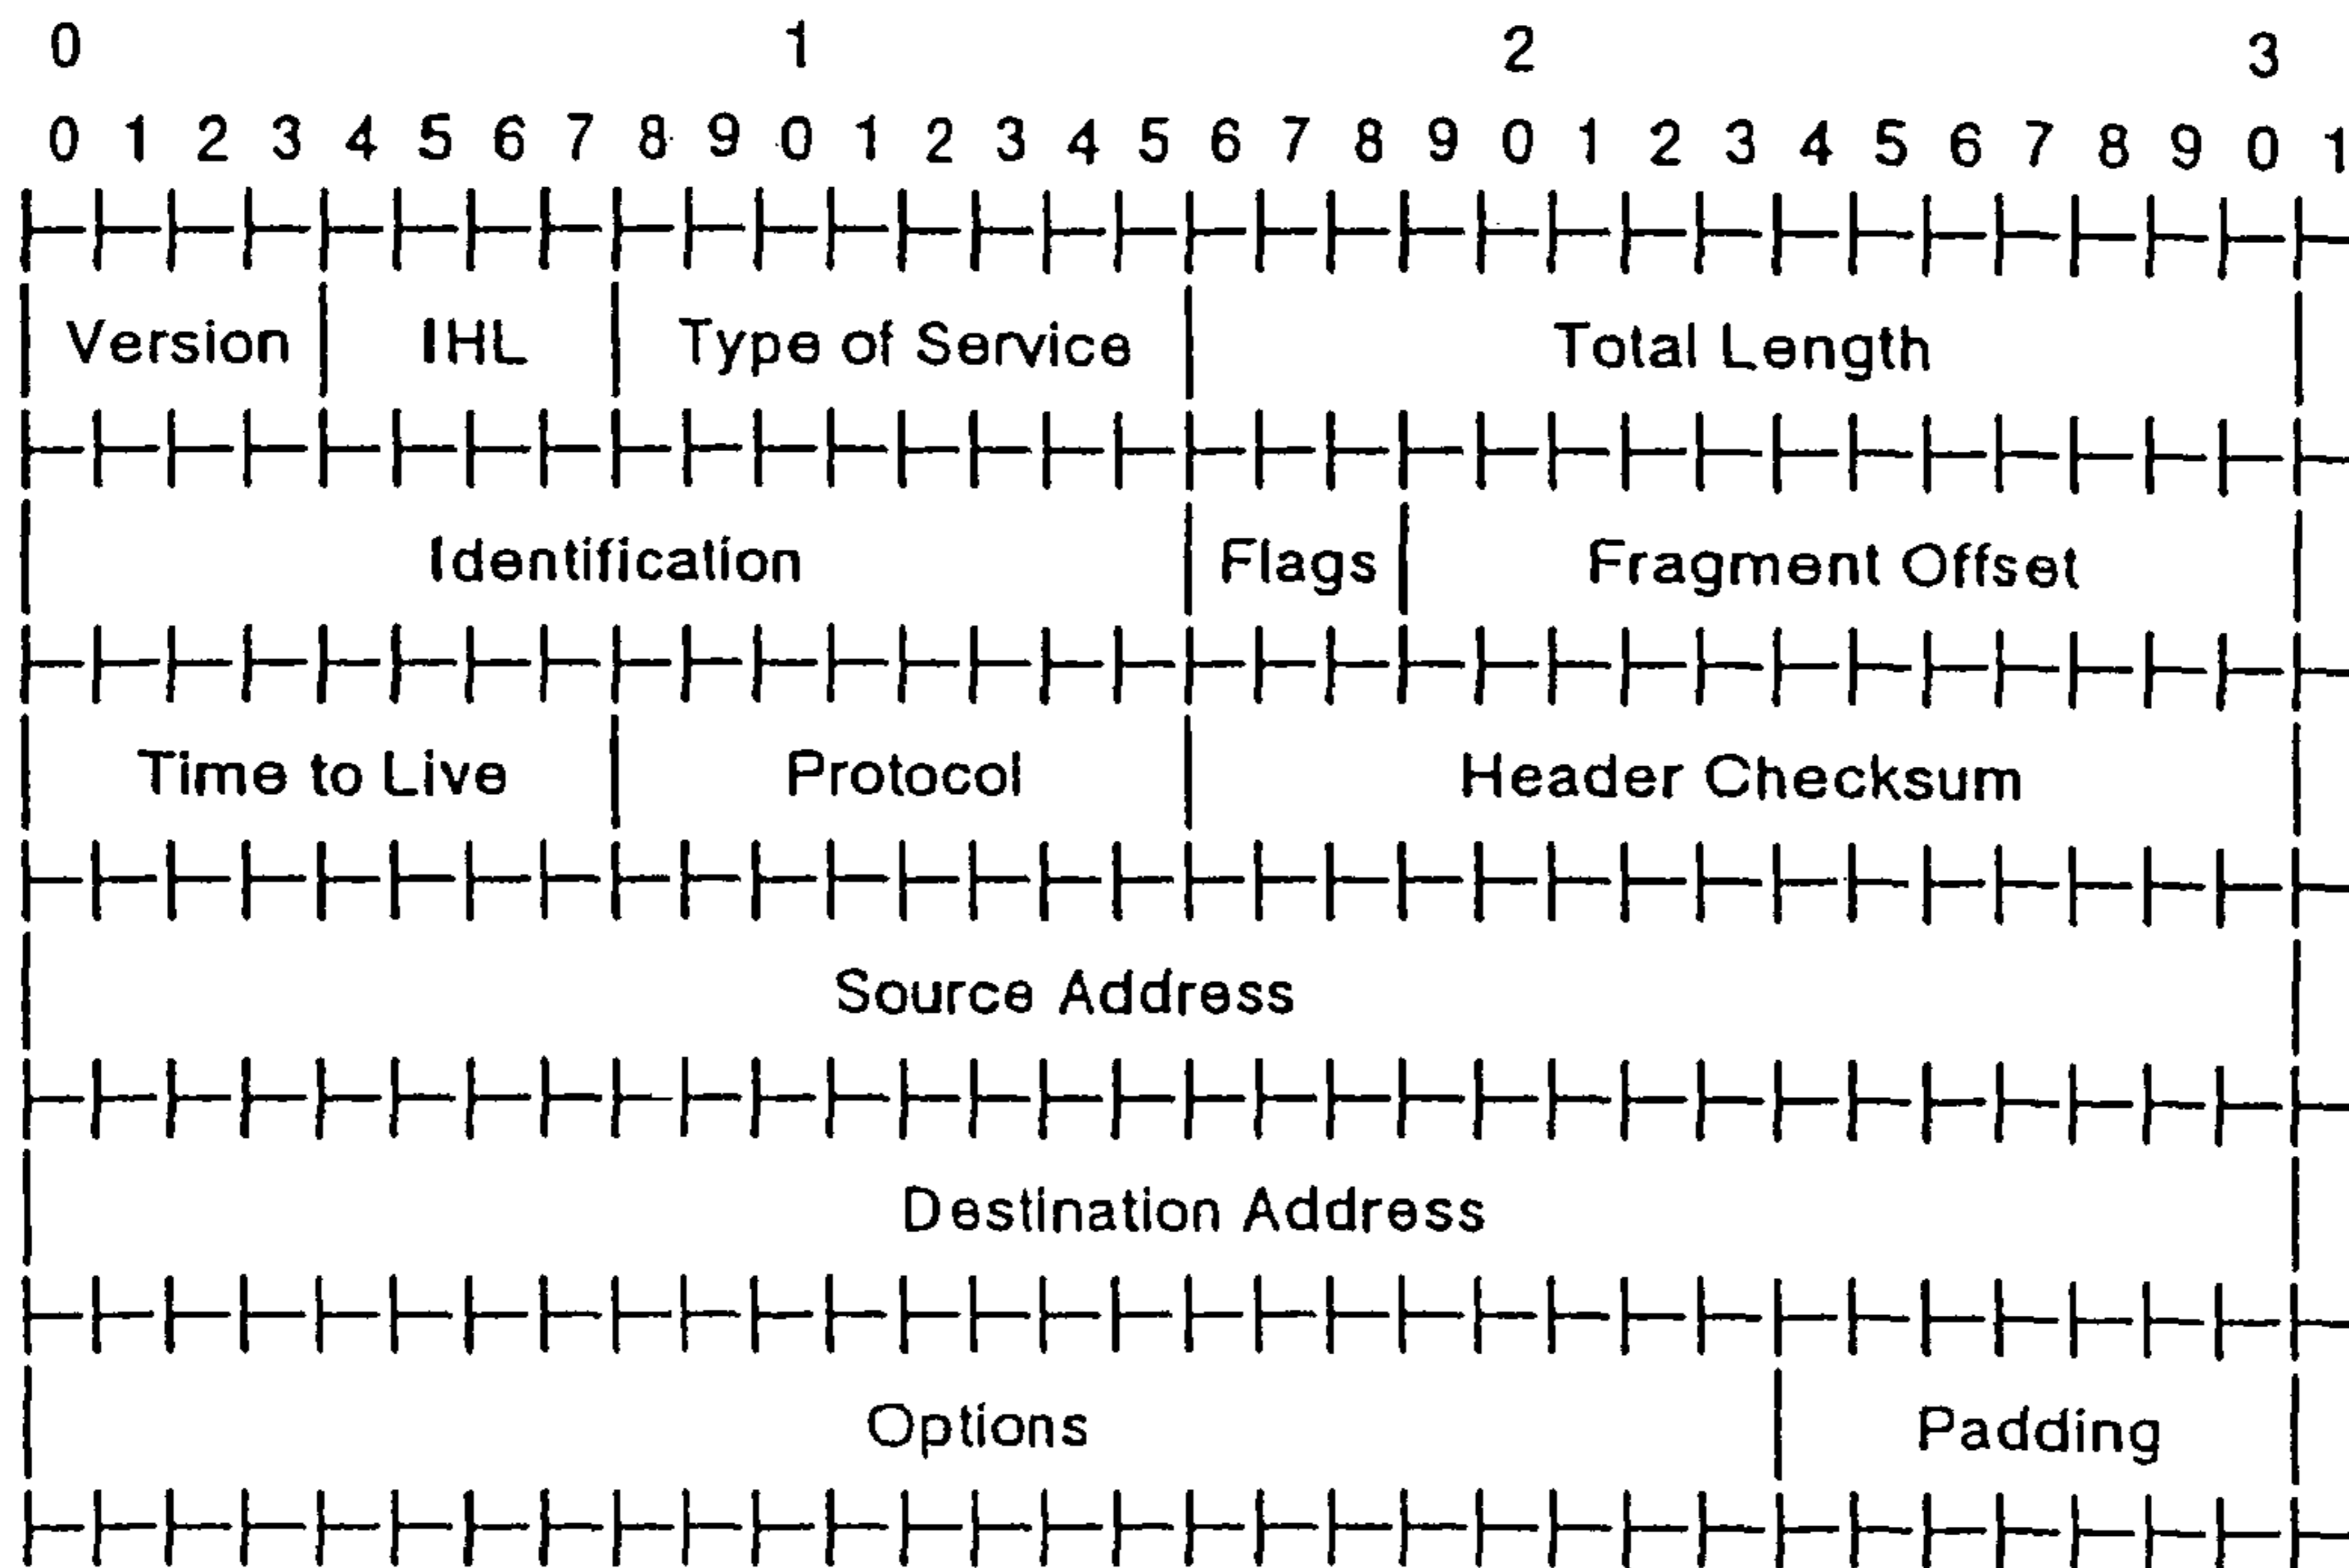 0 1 2 3
0 1 2 3 4 5 6 7 8 9 0 1 2 3 4 5 6 7 8 9 0 1 2 3 4 5 6 7 8 9 0 1
Version IHL Type of Service Total Length
Identification Flags Fragment Offset
Time to Live Protocol Header Checksum
Source Address
Destination Address
Options Padding